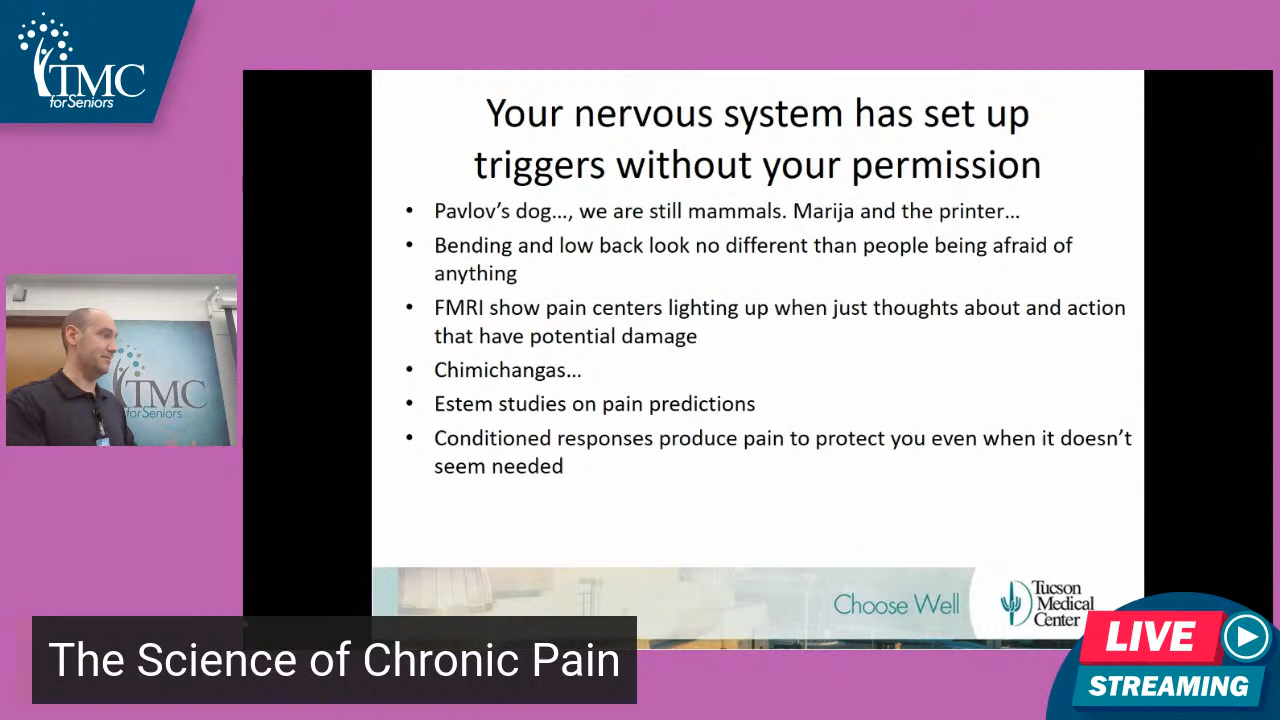 TMC
for Seniors
Your nervous system has set up
triggers without your permission
• Pavlov's dog…, we are still mammals. Marija and the printer…
• Bending and low back look no different than people being afraid of
anything
• FMRI show pain centers lighting up when just thoughts about and action
that have potential damage
• Chimichangas…
• Estem studies on pain predictions
• Conditioned responses produce pain to protect you even when it doesn't
seem needed
TMC
for Seniors
Choose Well
Tucson
Medical
Center
The Science of Chronic Pain
LIVE
STREAMING